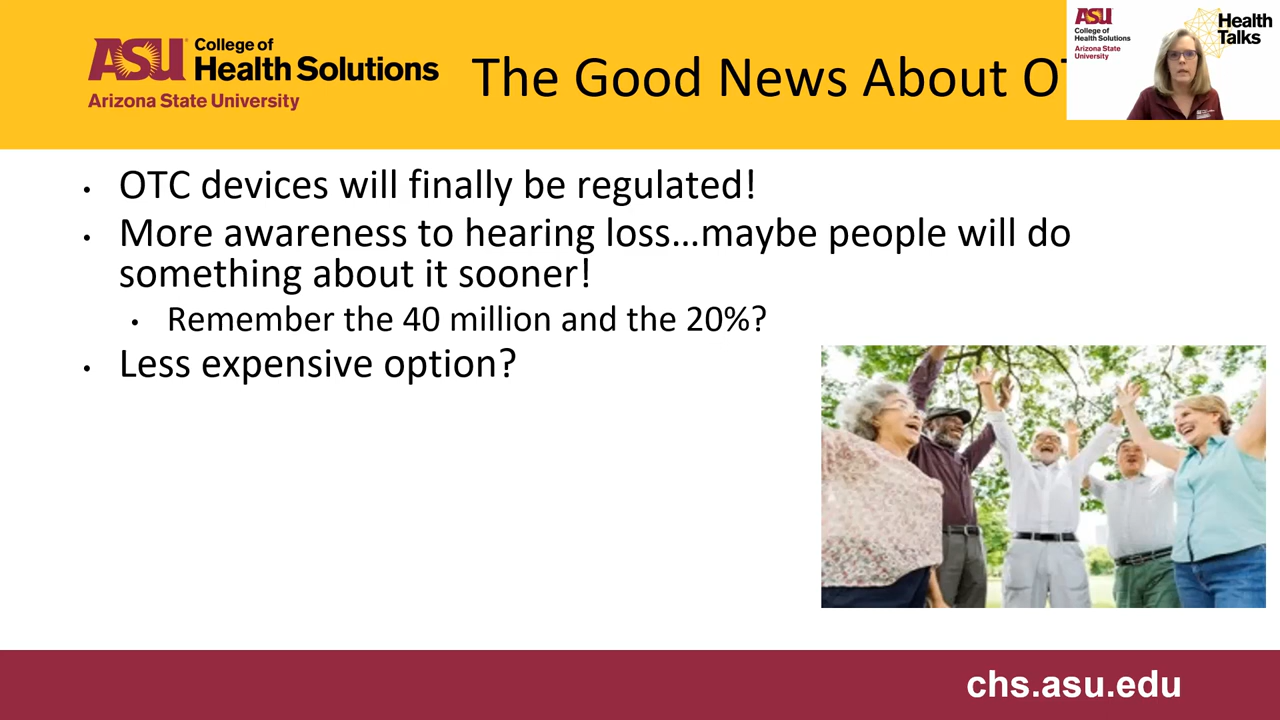 ASU College of
Health Solutions
Arizona State University
The Good News About
ASU
College of
Health Solutions
Arizona State
University
Health
Talks
• OTC devices will finally be regulated!
• More awareness to hearing loss...maybe people will do
something about it sooner!
• Remember the 40 million and the 20%?
• Less expensive option?
chs.asu.edu